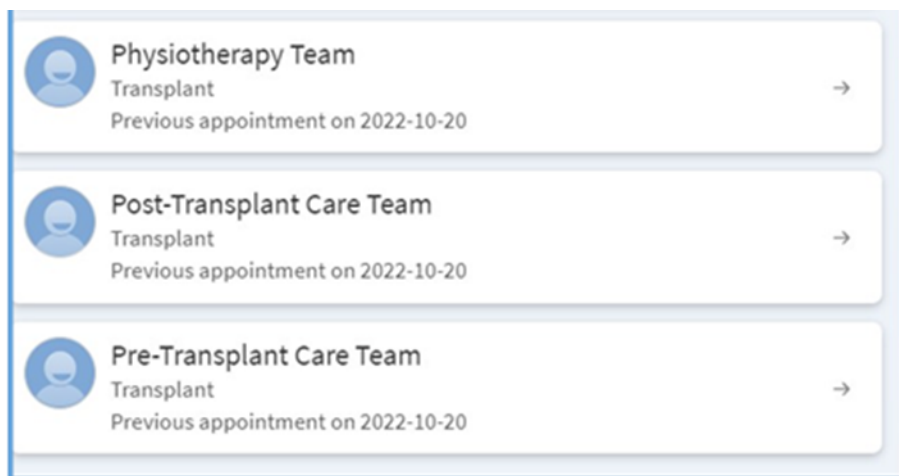 Physiotherapy Team
Transplant
Previous appointment on 2022-10-20
Post-Transplant Care Team
Transplant
Previous appointment on 2022-10-20
Pre-Transplant Care Team
Transplant
Previous appointment on 2022-10-20